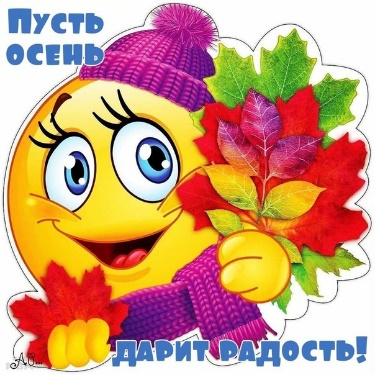 Пусть
осень
дарит радость!